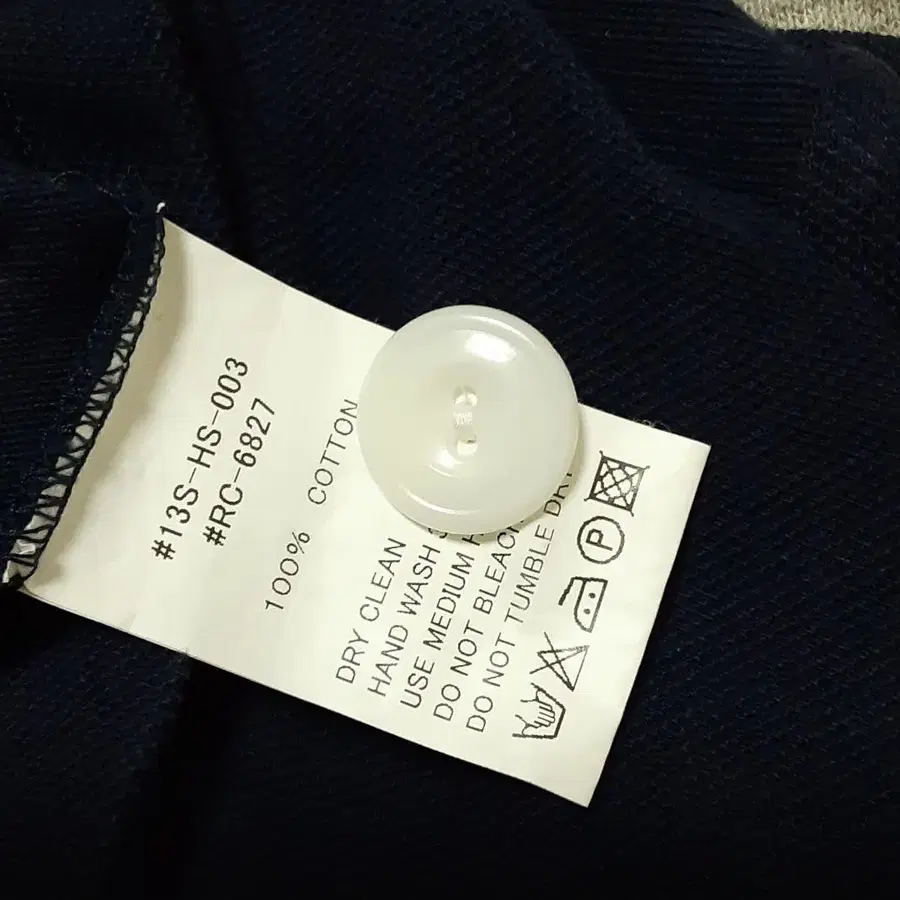 #13S-HS-003
#RC-6827
100% COTTON
DRY CLEAN
HAND WASH
USE MEDIUM
DO NOT BLEACH
DO NOT TUMBLE DRY
P